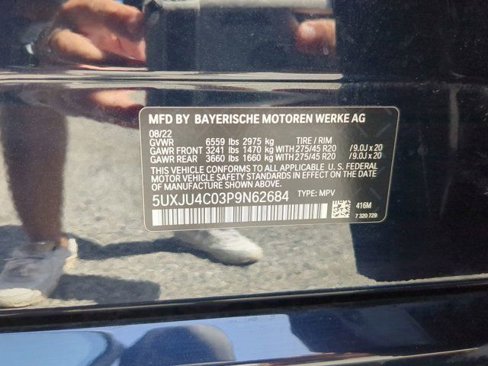 MFD BY BAYERISCHE MOTOREN WERKE AG
08/22
GVWR 6559 lbs 2975 kg TIRE / RIM
GAWR FRONT 3241 lbs 1470 kg WITH 275/45 R20 /9.0J x 20
GAWR REAR 3660 lbs 1660 kg WITH 275/45 R20 /9.0J x 20
THIS VEHICLE CONFORMS TO ALL APPLICABLE FEDERAL
MOTOR VEHICLE SAFETY STANDARDS IN EFFECT
ON THE DATE OF MANUFACTURE SHOWN ABOVE.
5UXJU4C03P9N62684 TYPE: MPV
416M
7 320 729